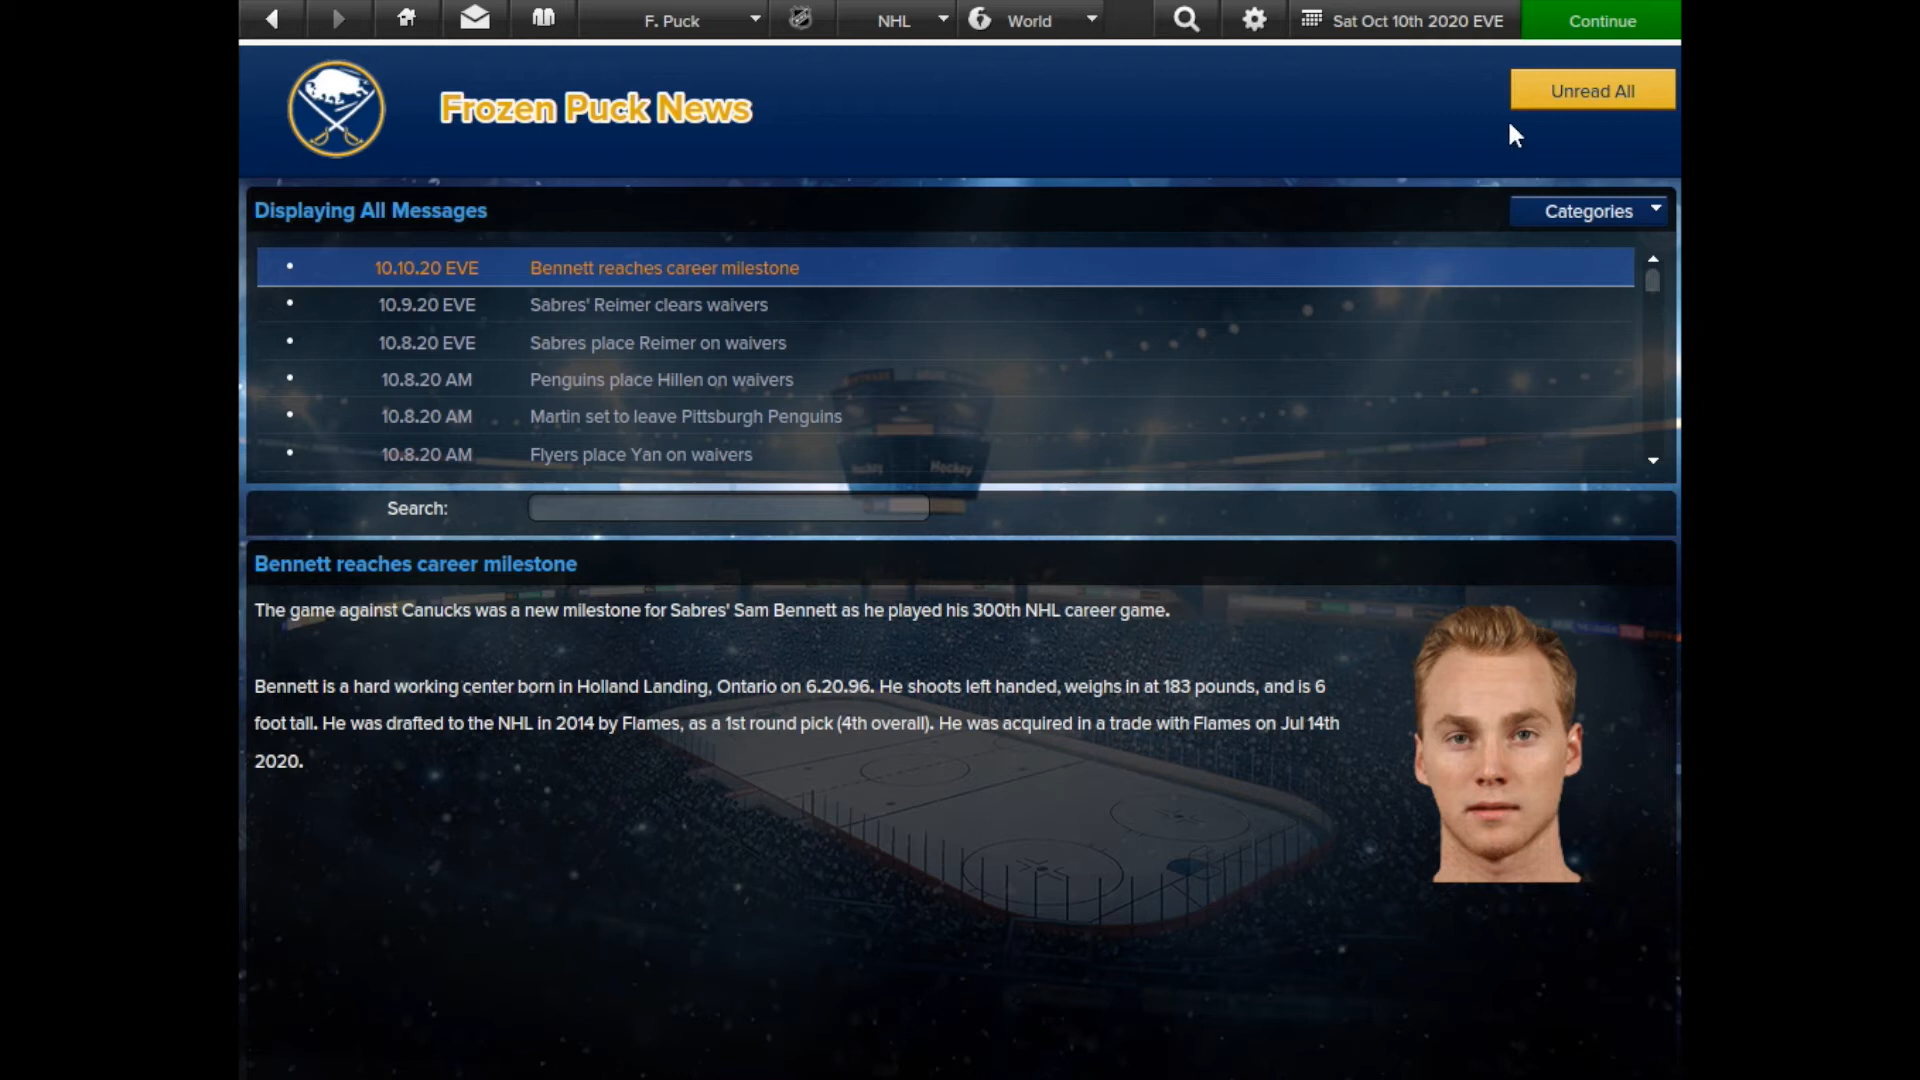 F. Puck
NHL
World
Sat Oct 10th 2020 EVE
Continue
Frozen Puck News
Unread All
Displaying All Messages
Categories
10.10.20 EVE Bennett reaches career milestone
10.9.20 EVE Sabres' Reimer clears waivers
10.8.20 EVE Sabres place Reimer on waivers
10.8.20 AM Penguins place Hillen on waivers
10.8.20 AM Martin set to leave Pittsburgh Penguins
10.8.20 AM Flyers place Yan on waivers
Hockey Hockey
Search:
Bennett reaches career milestone
The game against Canucks was a new milestone for Sabres' Sam Bennett as he played his 300th NHL career game.
Bennett is a hard working center born in Holland Landing, Ontario on 6.20.96. He shoots left handed, weighs in at 183 pounds, and is 6
foot tall. He was drafted to the NHL in 2014 by Flames, as a 1st round pick (4th overall). He was acquired in a trade with Flames on Jul 14th
2020.